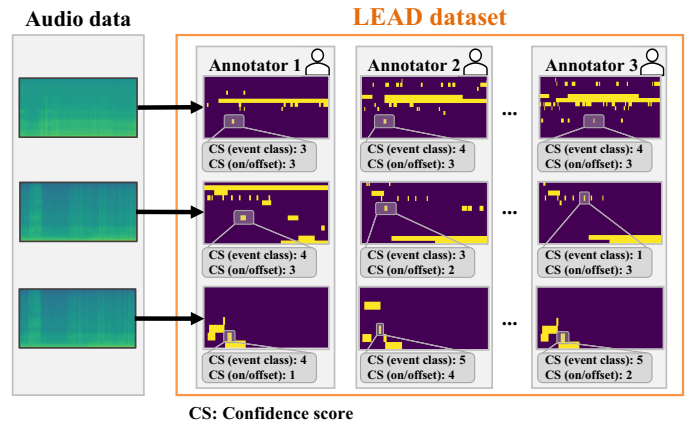 Audio data
LEAD dataset
Annotator 1
Annotator 2
Annotator 3
CS (event class): 3
CS (on/offset): 3
CS (event class): 4
CS (on/offset): 3
...
CS (event class): 4
CS (on/offset): 3
CS (event class): 4
CS (on/offset): 3
CS (event class): 3
CS (on/offset): 2
...
CS (event class): 1
CS (on/offset): 3
CS (event class): 4
CS (on/offset): 1
CS (event class): 5
CS (on/offset): 4
...
CS (event class): 5
CS (on/offset): 2
CS: Confidence score